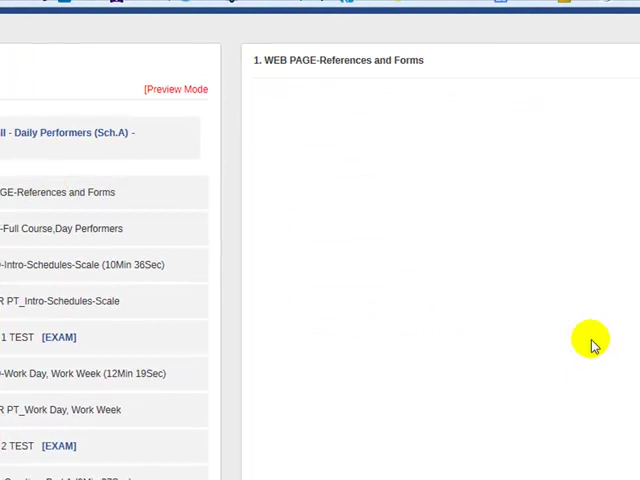 1. WEB PAGE-References and Forms
[Preview Mode
ll - Daily Performers (Sch.A) -
GE-References and Forms
-Full Course,Day Performers
-Intro-Schedules-Scale (10Min 36Sec)
R PT_Intro-Schedules-Scale
1 TEST [EXAM]
-Work Day, Work Week (12Min 19Sec)
R PT_Work Day, Work Week
2 TEST [EXAM]